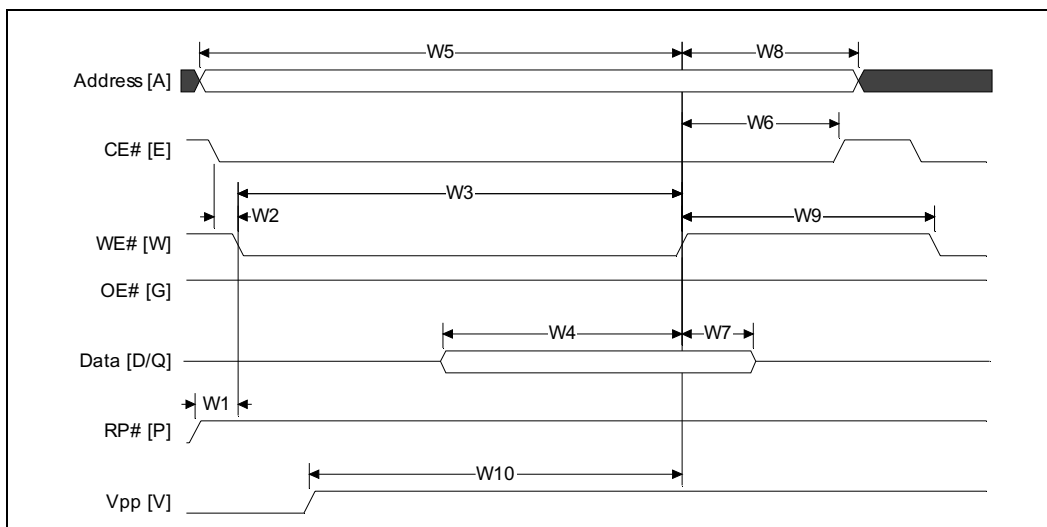 W5
W8
Address [A]
W6
CE# [E]
W3
W2
W9
WE# [W]
OE# [G]
W4
W7
Data [D/Q]
W1
RP# [P]
W10
Vpp [V]